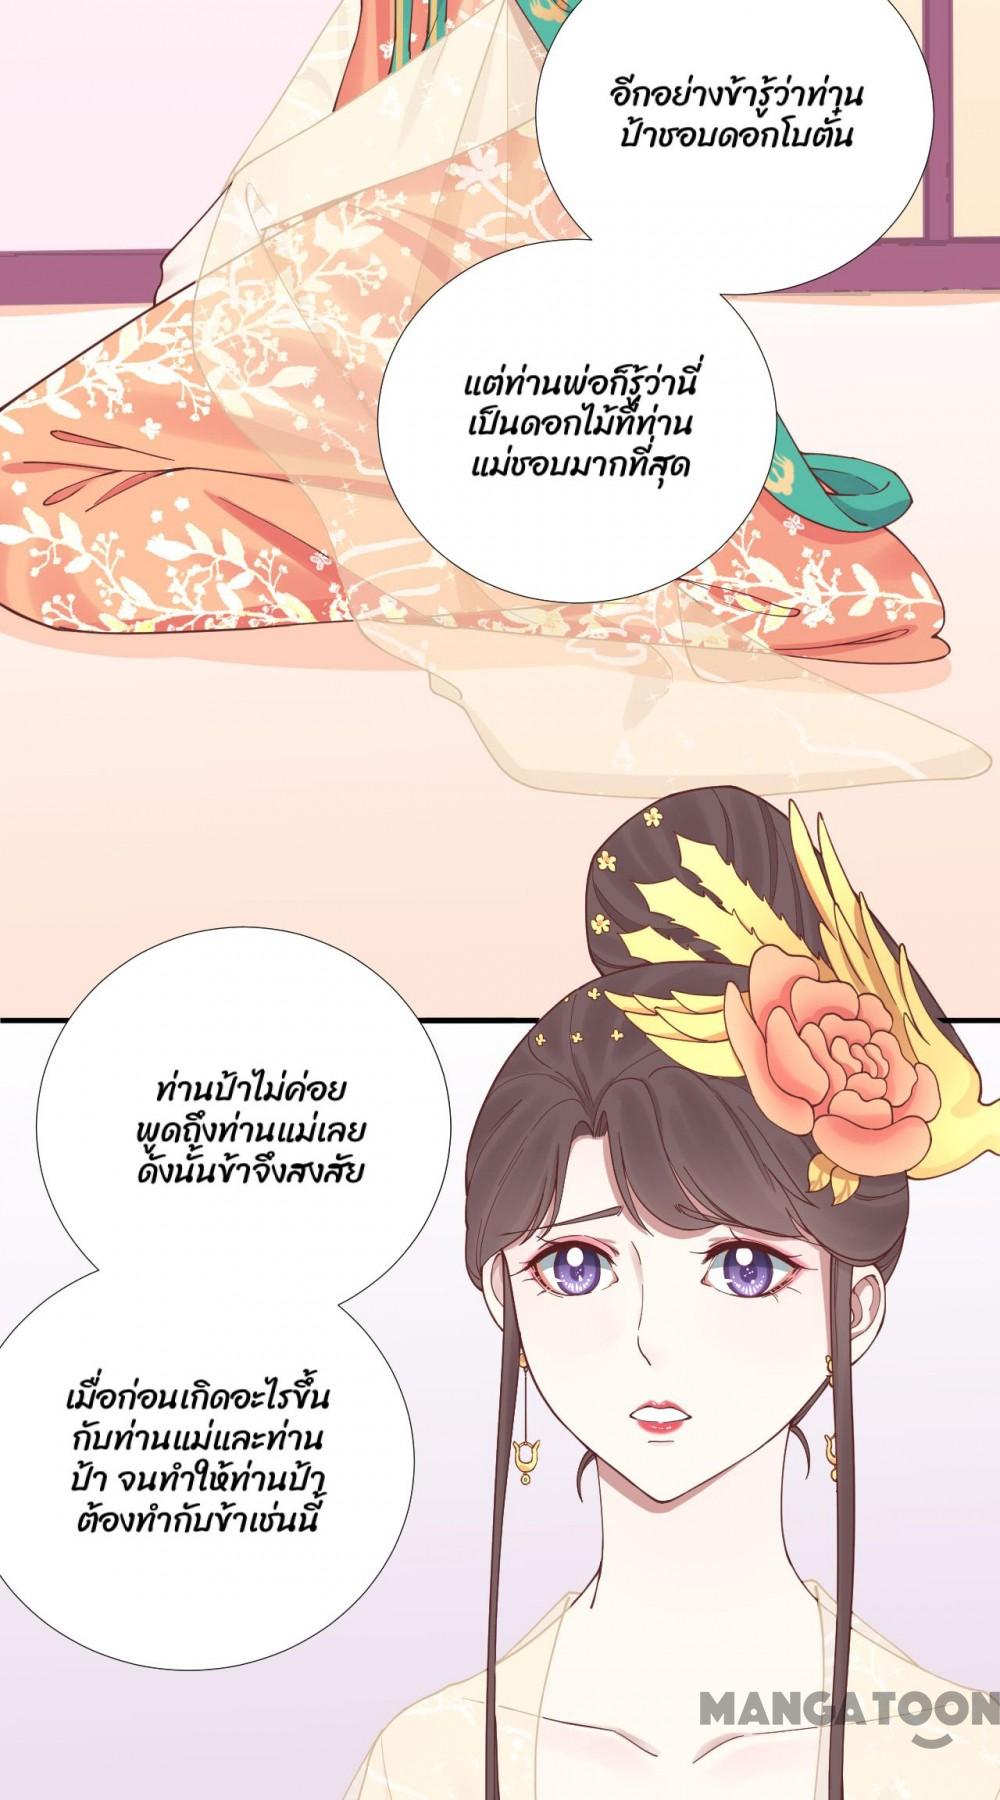 อีกอย่างข้ารู้ว่าท่าน
ป้าชอบดอกโบตั๋น
แต่ท่านพ่อก็รู้ว่านี่
เป็นดอกไม้ที่ท่าน
แม่ชอบมากที่สุด
ท่านป้าไม่ค่อย
พูดถึงท่านแม่เลย
ดังนั้นข้าจึงสงสัย
เมื่อก่อนเกิดอะไรขึ้น
กับท่านแม่และท่าน
ป้า จนทำให้ท่านป้า
ต้องทำกับข้าเช่นนี้
MANGATOON